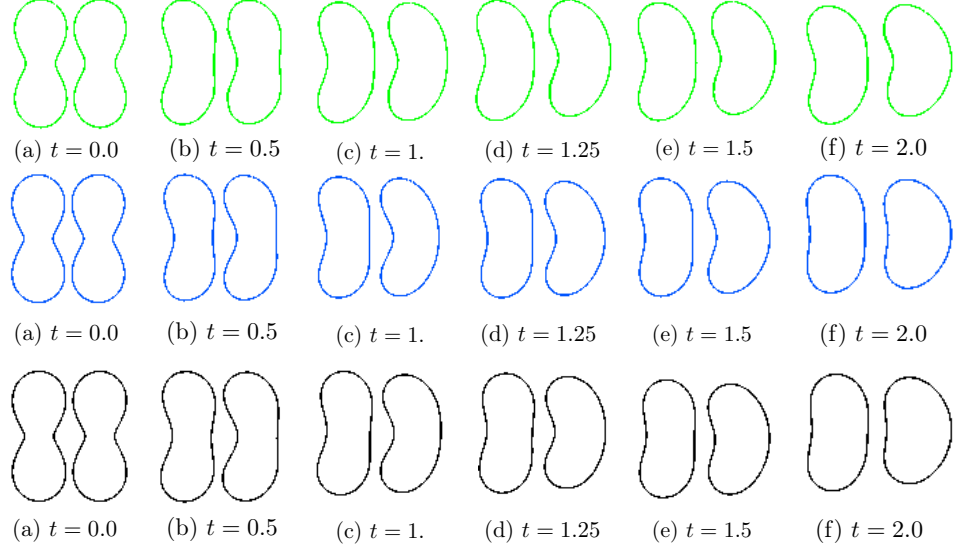 (a) t = 0.0 (b) t = 0.5 (c) t = 1. (d) t = 1.25 (e) t = 1.5 (f) t = 2.0
(a) t = 0.0 (b) t = 0.5 (c) t = 1. (d) t = 1.25 (e) t = 1.5 (f) t = 2.0
(a) t = 0.0 (b) t = 0.5 (c) t = 1. (d) t = 1.25 (e) t = 1.5 (f) t = 2.0